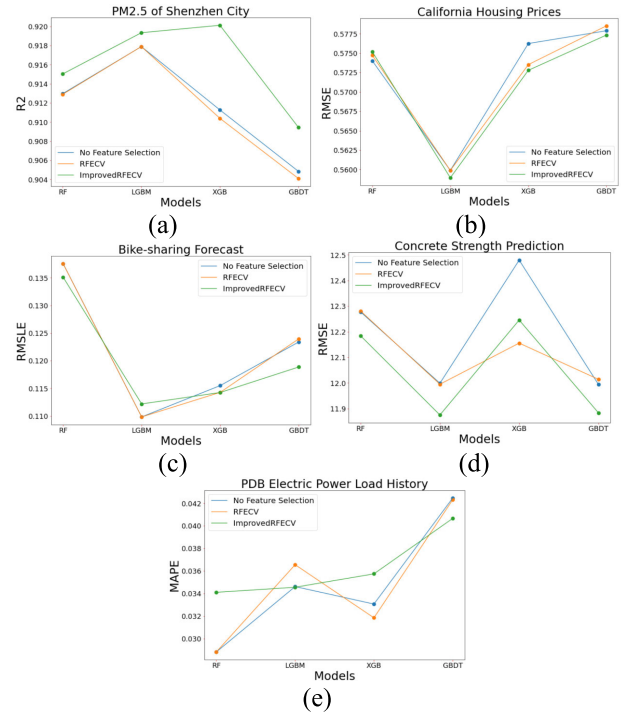 PM2.5 of Shenzhen City
0.920
0.918
0.916
0.914
0.912
0.910
0.908
0.906
0.904
R2
No Feature Selection
RFECV
ImprovedRFECV
RF
LGBM
XGB
GBDT
Models
(a)
California Housing Prices
0.5775
0.5750
0.5725
0.5700
0.5675
0.5650
0.5625
0.5600
RMSE
No Feature Selection
RFECV
ImprovedRFECV
RF
LGBM
XGB
GBDT
Models
(b)
Bike-sharing Forecast
0.135
0.130
0.125
0.120
0.115
0.110
RMSLE
No Feature Selection
RFECV
ImprovedRFECV
RF
LGBM
XGB
GBDT
Models
(c)
Concrete Strength Prediction
12.5
12.4
12.3
12.2
12.1
12.0
11.9
RMSE
No Feature Selection
RFECV
ImprovedRFECV
RF
LGBM
XGB
GBDT
Models
(d)
PDB Electric Power Load History
0.042
0.040
0.038
0.036
0.034
0.032
0.030
MAPE
No Feature Selection
RFECV
ImprovedRFECV
RF
LGBM
XGB
GBDT
Models
(e)